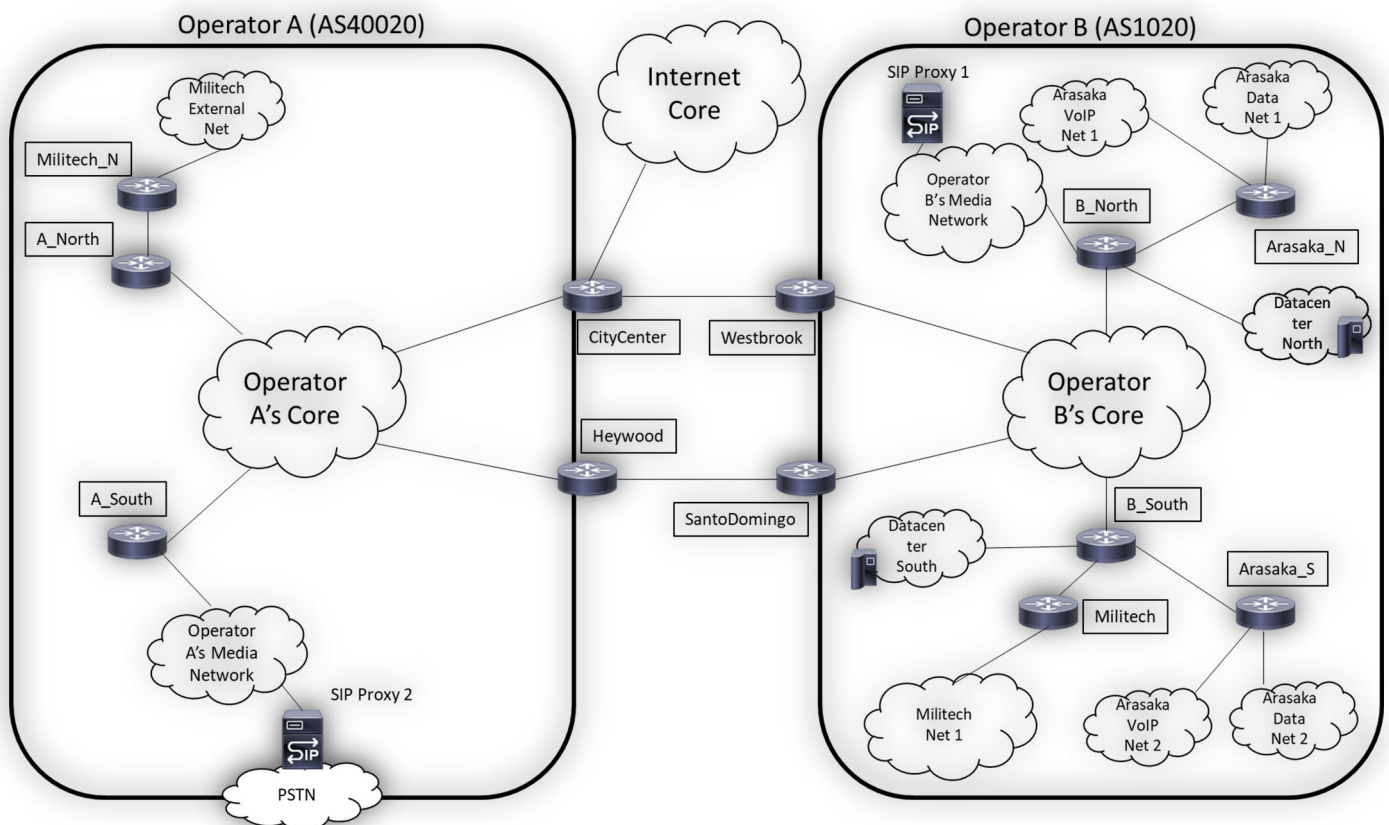 Operator A (AS40020)
Militech
External
Net
Militech_N
A_North
Operator
A's Core
A_South
Operator
A's Media
Network
SIP Proxy 2
SIP
PSTN
Internet
Core
CityCenter
Westbrook
Heywood
SantoDomingo
Operator B (AS1020)
SIP Proxy 1
SIP
Operator
B's Media
Network
Arasaka
VoIP
Net 1
Arasaka
Data
Net 1
B_North
Arasaka_N
Datacen
ter
North
Operator
B's Core
B_South
Datacen
ter
South
Arasaka_S
Militech
Militech
Net 1
Arasaka
VoIP
Net 2
Arasaka
Data
Net 2